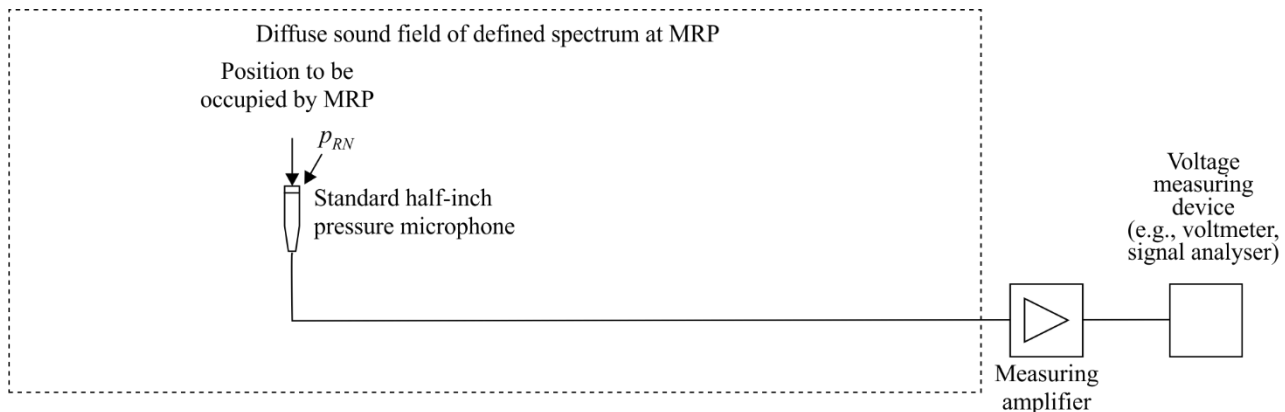 Diffuse sound field of defined spectrum at MRP
Position to be
occupied by MRP
p_RN
Standard half-inch
pressure microphone
Voltage
measuring
device
(e.g., voltmeter,
signal analyser)
Measuring
amplifier